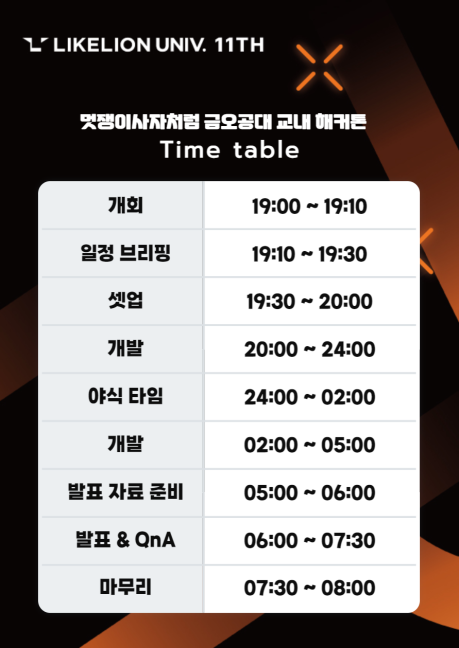 LIKELION UNIV. 11TH
멋쟁이사자처럼 금오공대 교내 해커톤
Time table
개회 19:00 ~ 19:10
일정 브리핑 19:10 ~ 19:30
셋업 19:30 ~ 20:00
개발 20:00 ~ 24:00
야식 타임 24:00 ~ 02:00
개발 02:00 ~ 05:00
발표 자료 준비 05:00 ~ 06:00
발표 & QnA 06:00 ~ 07:30
마무리 07:30 ~ 08:00